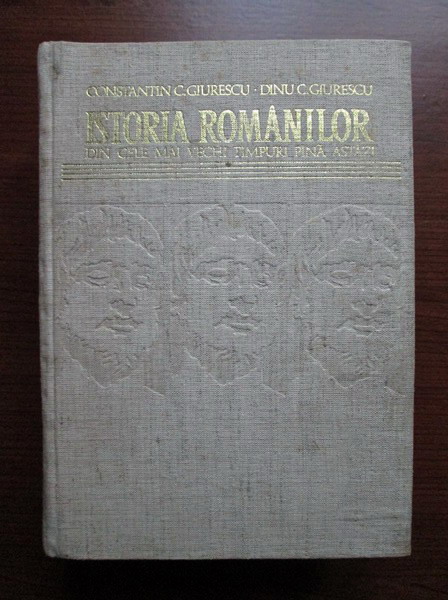 CONSTANTIN C. GIURESCU · DINU C. GIURESCU
ISTORIA ROMÂNILOR
DIN CELE MAI VECHI TIMPURI PÎNĂ ASTĂZI